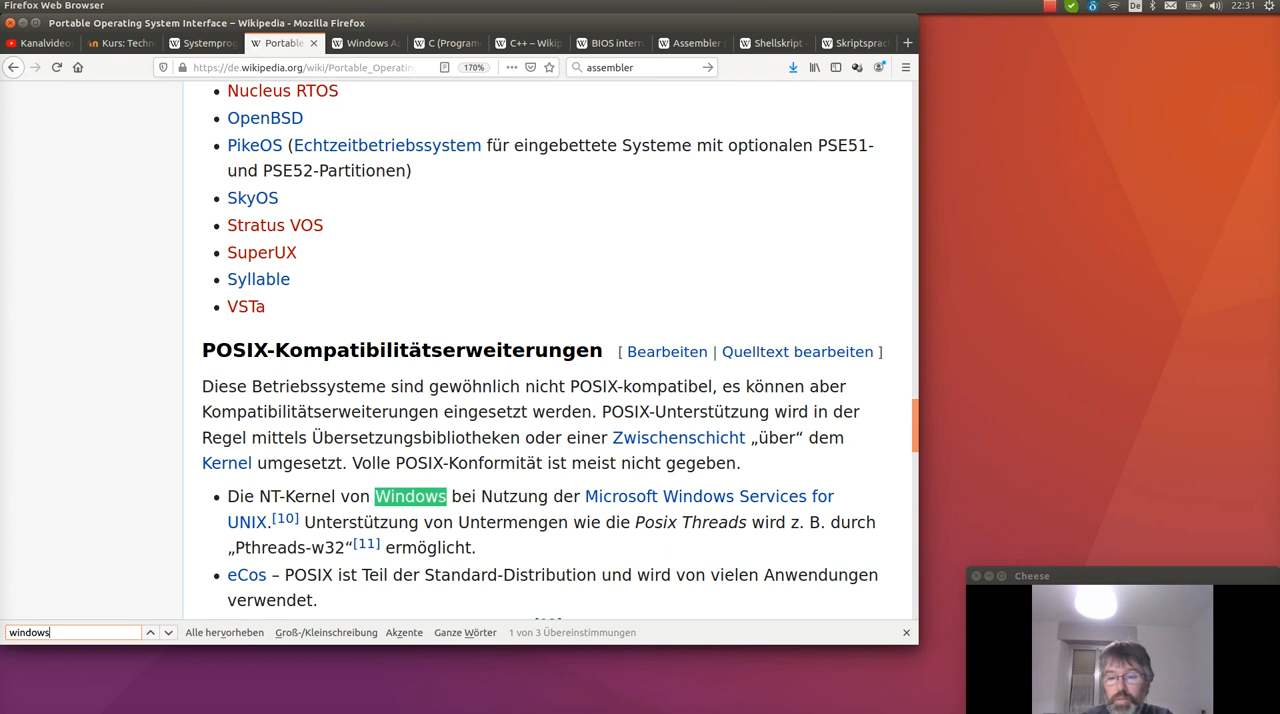 Firefox Web Browser
De
22:31
Portable Operating System Interface – Wikipedia - Mozilla Firefox
Kanalvideo
Kurs: Techn
Systemprog
Portable
Windows A
C (Program
C++ – Wikip
BIOS interr
Assembler
Shellskript –
Skriptsprac
https://de.wikipedia.org/wiki/Portable_Operatin
170%
assembler
Nucleus RTOS
OpenBSD
PikeOS (Echtzeitbetriebssystem für eingebettete Systeme mit optionalen PSE51-
und PSE52-Partitionen)
SkyOS
Stratus VOS
SuperUX
Syllable
VSTa
POSIX-Kompatibilitätserweiterungen [ Bearbeiten | Quelltext bearbeiten ]
Diese Betriebssysteme sind gewöhnlich nicht POSIX-kompatibel, es können aber
Kompatibilitätserweiterungen eingesetzt werden. POSIX-Unterstützung wird in der
Regel mittels Übersetzungsbibliotheken oder einer Zwischenschicht „über“ dem
Kernel umgesetzt. Volle POSIX-Konformität ist meist nicht gegeben.
Die NT-Kernel von Windows bei Nutzung der Microsoft Windows Services for
UNIX.[10] Unterstützung von Untermengen wie die Posix Threads wird z. B. durch
„Pthreads-w32“[11] ermöglicht.
eCos – POSIX ist Teil der Standard-Distribution und wird von vielen Anwendungen
verwendet.
windows
Alle hervorheben
Groß-/Kleinschreibung
Akzente
Ganze Wörter
1 von 3 Übereinstimmungen
Cheese